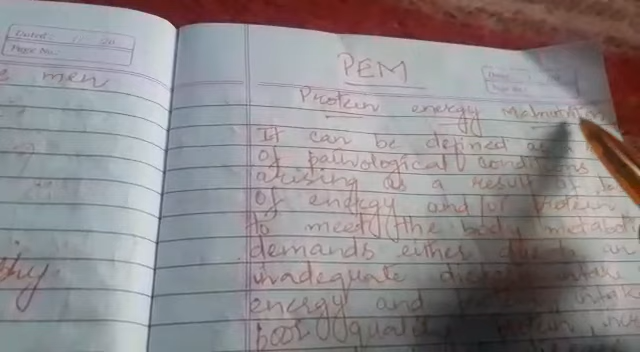 Dated:
Page No.:
e men
PEM
Protein energy malnutrition
It can be defined as
of pathological conditions
arising as a result of
of energy and/or protein
to meet the body metabol
demands either due to an
inadequate dietary intake
energy and intake
poor quality protein,